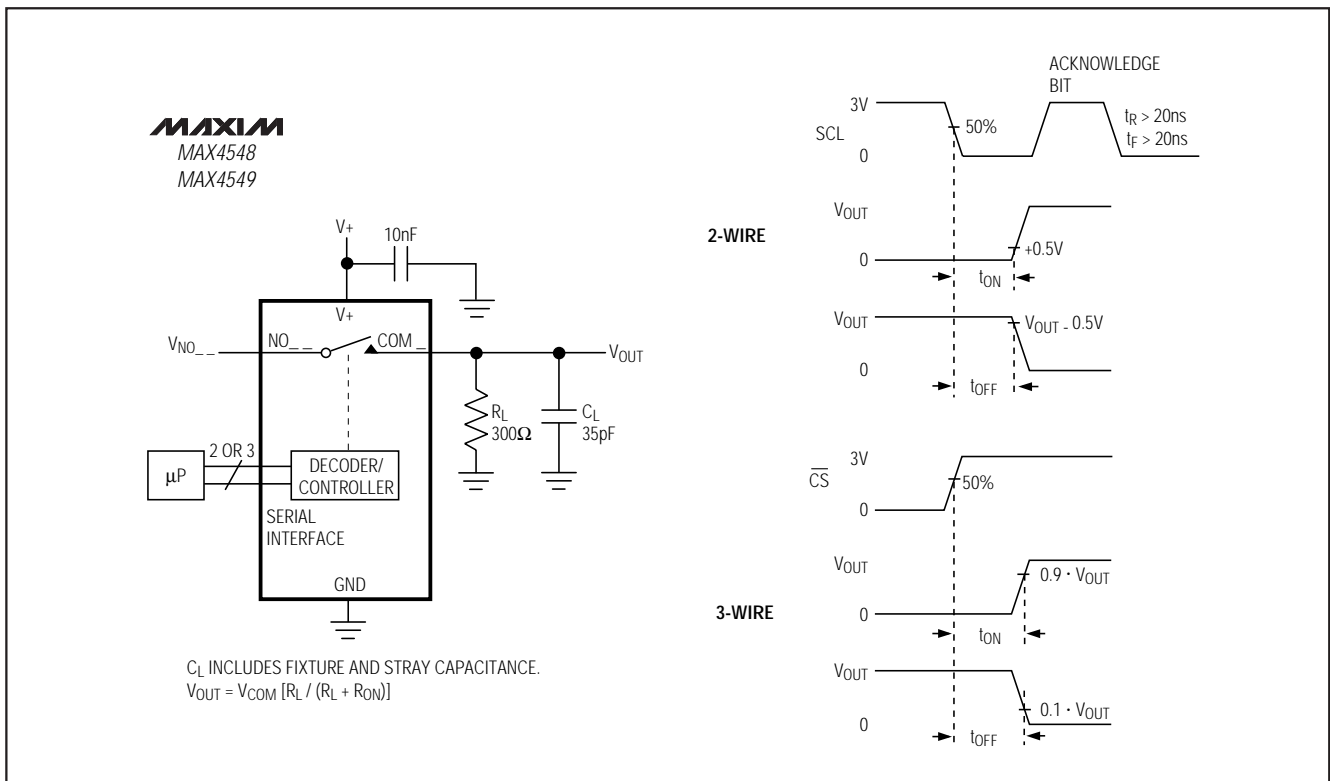 MAXIM
MAX4548
MAX4549
V+
10nF
V+
VNO_ _
NO_ _
COM _
VOUT
RL
300Ω
CL
35pF
µP
2 OR 3
DECODER/
CONTROLLER
SERIAL
INTERFACE
GND
CL INCLUDES FIXTURE AND STRAY CAPACITANCE.
VOUT = VCOM [RL / (RL + RON)]
2-WIRE
ACKNOWLEDGE
BIT
3V
SCL
0
50%
tR > 20ns
tF > 20ns
VOUT
0
+0.5V
tON
VOUT
0
VOUT - 0.5V
tOFF
3-WIRE
3V
CS
0
50%
VOUT
0
0.9 · VOUT
tON
VOUT
0
0.1 · VOUT
tOFF